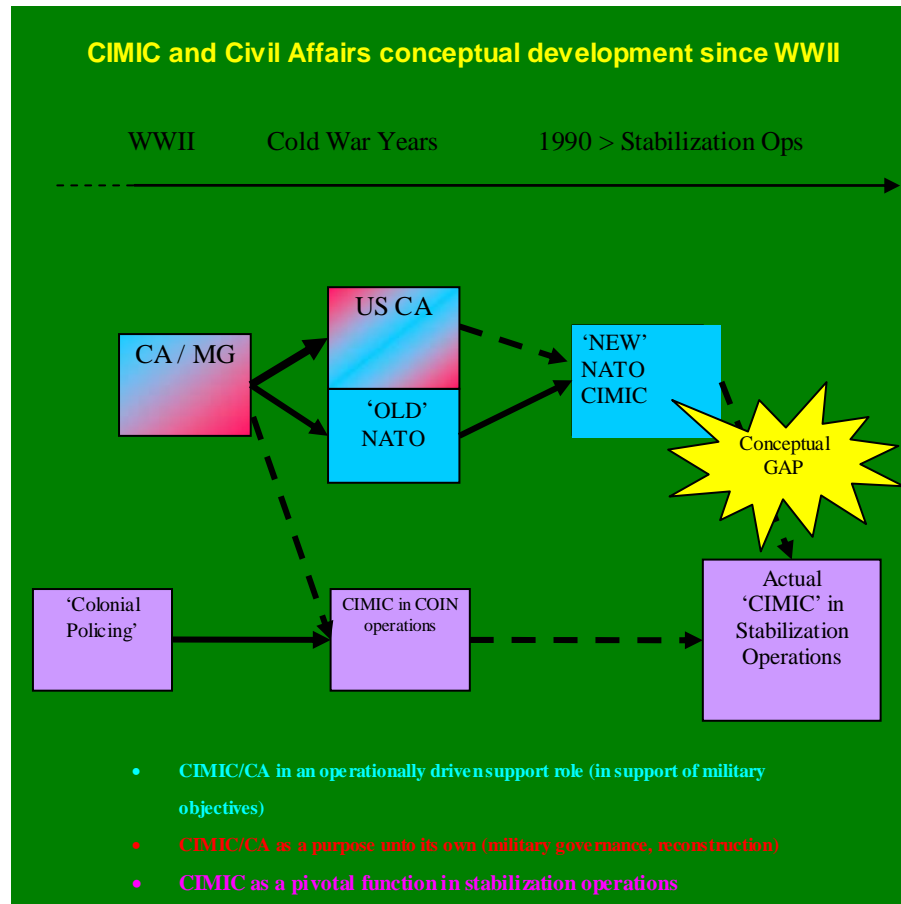 CIMIC and Civil Affairs conceptual development since WWII
WWII
Cold War Years
1990 > Stabilization Ops
US CA
CA / MG
‘OLD’
NATO
‘NEW’
NATO
CIMIC
Conceptual
GAP
‘Colonial
Policing’
CIMIC in COIN
operations
Actual
‘CIMIC’ in
Stabilization
Operations
• CIMIC/CA in an operationally driven support role (in support of military
objectives)
• CIMIC/CA as a purpose unto its own (military governance, reconstruction)
• CIMIC as a pivotal function in stabilization operations